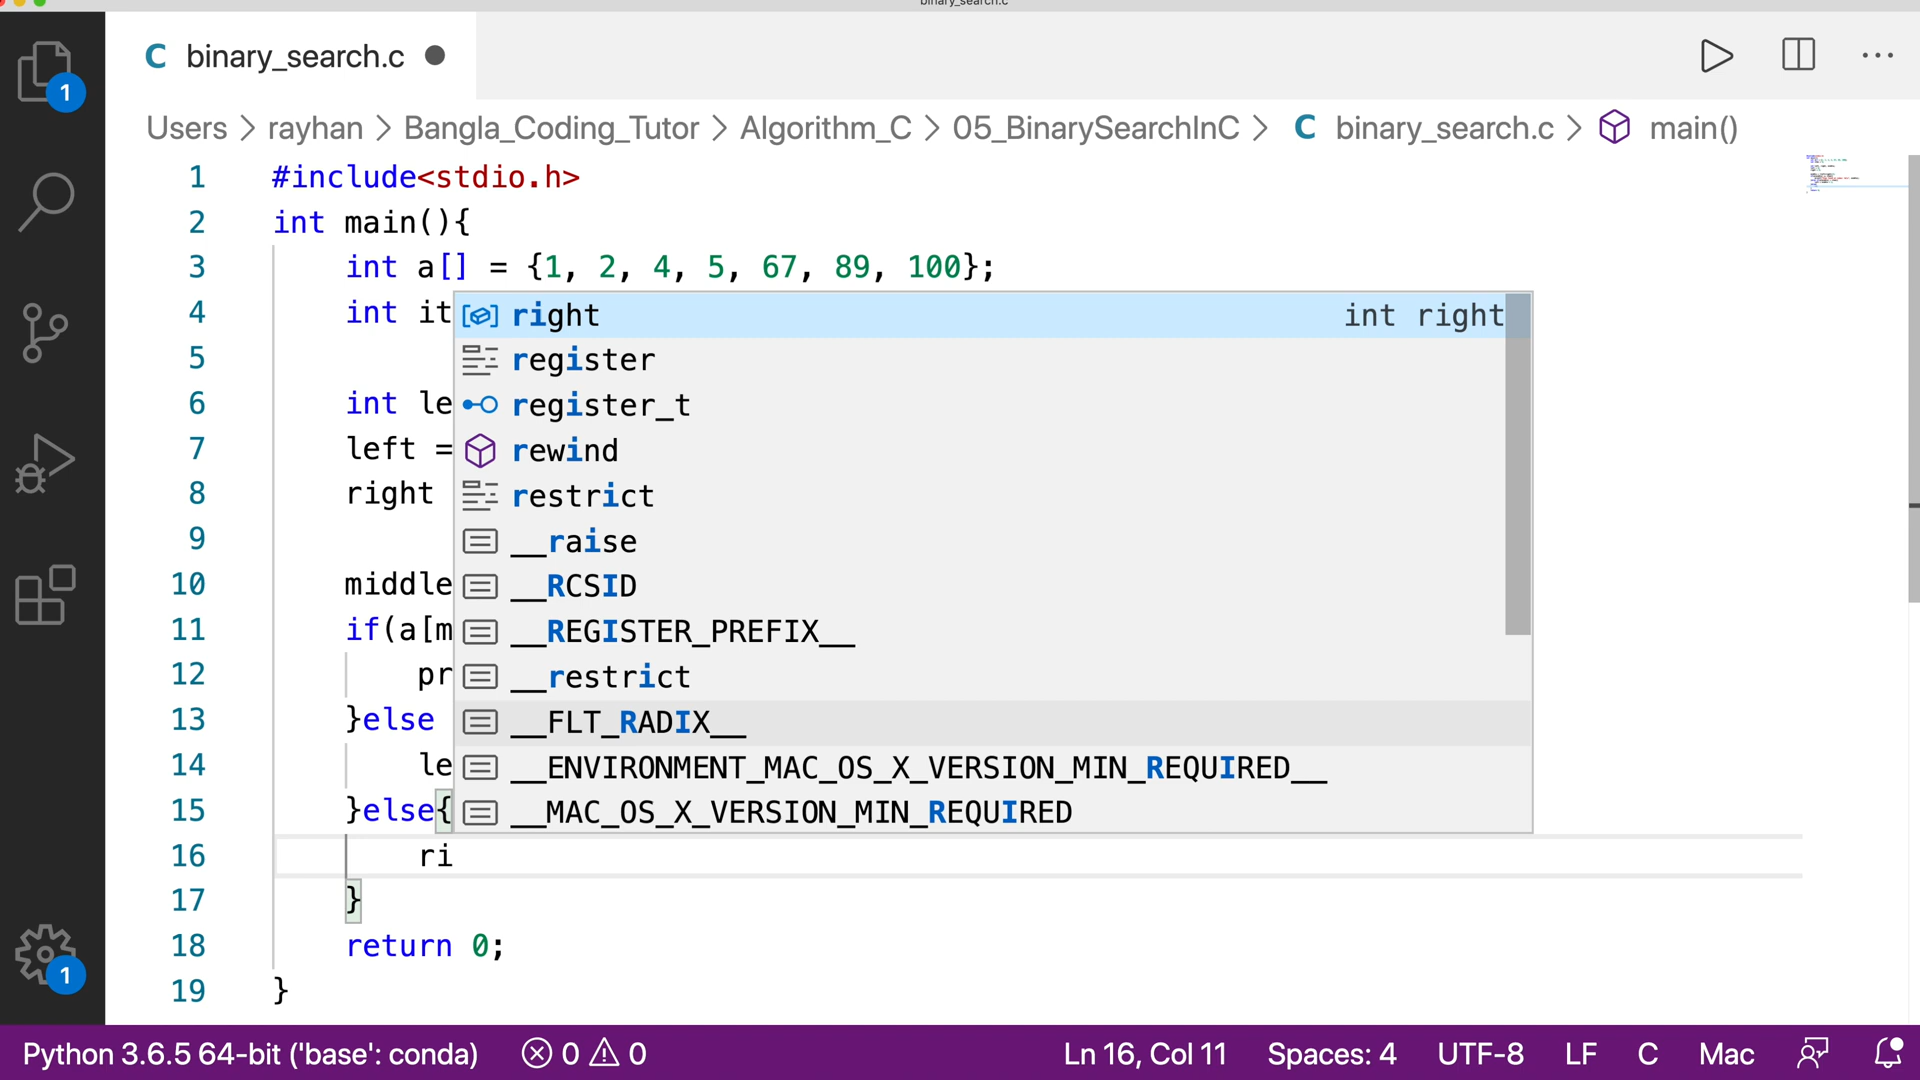 binary_search.c
1
C binary_search.c
Users > rayhan > Bangla_Coding_Tutor > Algorithm_C > 05_BinarySearchInC > C binary_search.c > main()
1 #include<stdio.h>
2 int main(){
3 int a[] = {1, 2, 4, 5, 67, 89, 100};
4 int it
right int right
5
register
6 int le
register_t
7 left =
rewind
8 right
restrict
9
__raise
10 middle
__RCSID
11 if(a[m
__REGISTER_PREFIX__
12 pr
__restrict
13 }else
__FLT_RADIX__
14 le
__ENVIRONMENT_MAC_OS_X_VERSION_MIN_REQUIRED__
15 }else{
__MAC_OS_X_VERSION_MIN_REQUIRED
16 ri
17 }
18 return 0;
19 }
1
Python 3.6.5 64-bit ('base': conda) 0 0 Ln 16, Col 11 Spaces: 4 UTF-8 LF C Mac